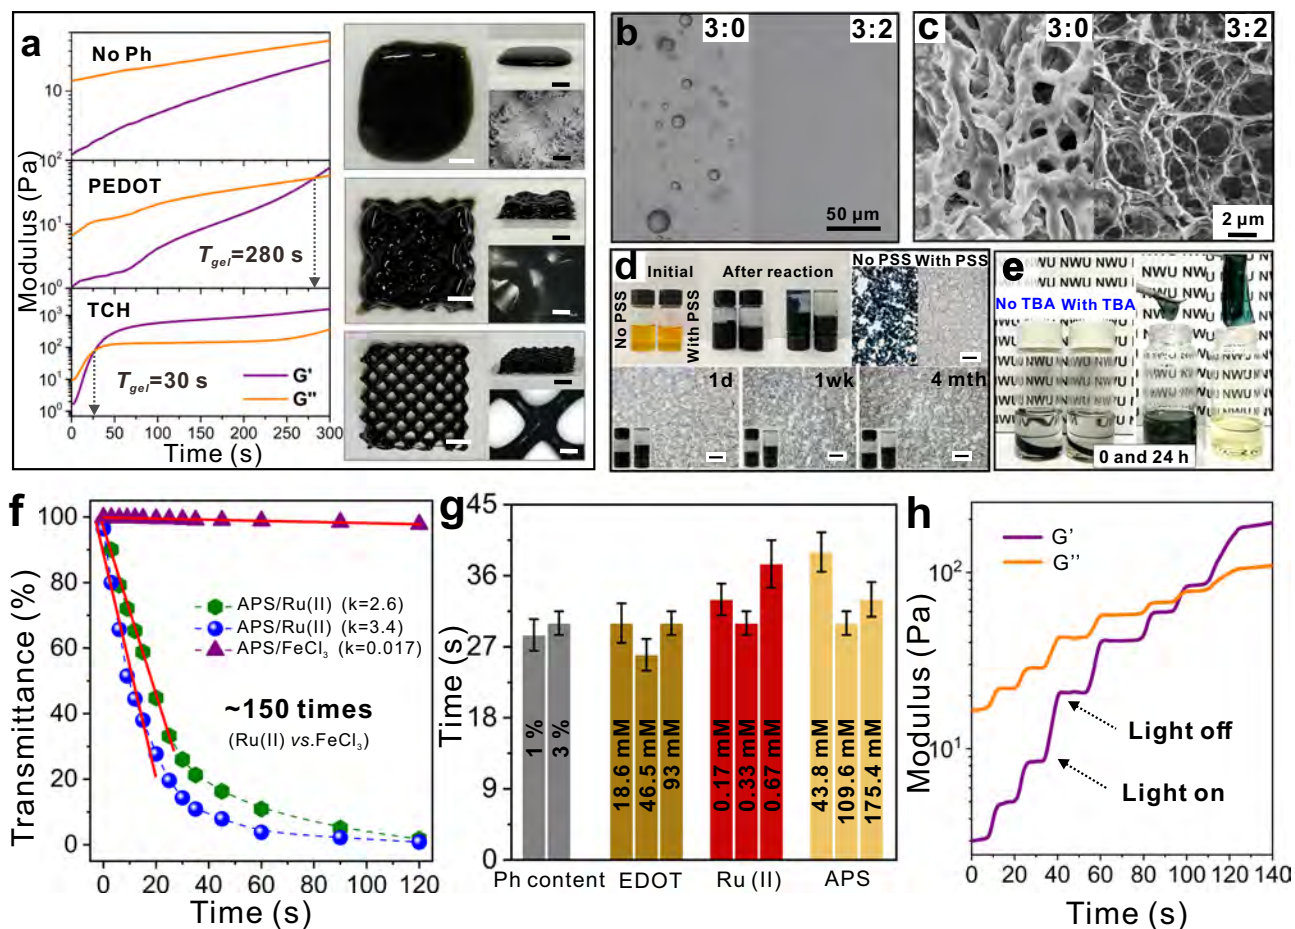 a
No Ph
10
10²
PEDOT
10¹
T_gel=280 s
10⁰
TCH
10³
10²
10¹
10⁰
T_gel=30 s
G'
G''
0 50 100 150 200 250 300
Time (s)
Modulus (Pa)
b
3:0
3:2
50 µm
c
3:0
3:2
2 µm
d
Initial
After reaction
No PSS
With PSS
No PSS With PSS
1d
1wk
4 mth
e
NWU
No TBA With TBA
0 and 24 h
f
100
80
60
40
20
0
Transmittance (%)
APS/Ru(II) (k=2.6)
APS/Ru(II) (k=3.4)
APS/FeCl₃ (k=0.017)
~150 times
(Ru(II) vs.FeCl₃)
0 20 40 60 80 100 120
Time (s)
g
45
36
27
18
9
0
Time (s)
1 %
3 %
18.6 mM
46.5 mM
93 mM
0.17 mM
0.33 mM
0.67 mM
43.8 mM
109.6 mM
175.4 mM
Ph content EDOT Ru (II) APS
h
G'
G''
10²
10¹
Modulus (Pa)
Light off
Light on
0 20 40 60 80 100 120 140
Time (s)